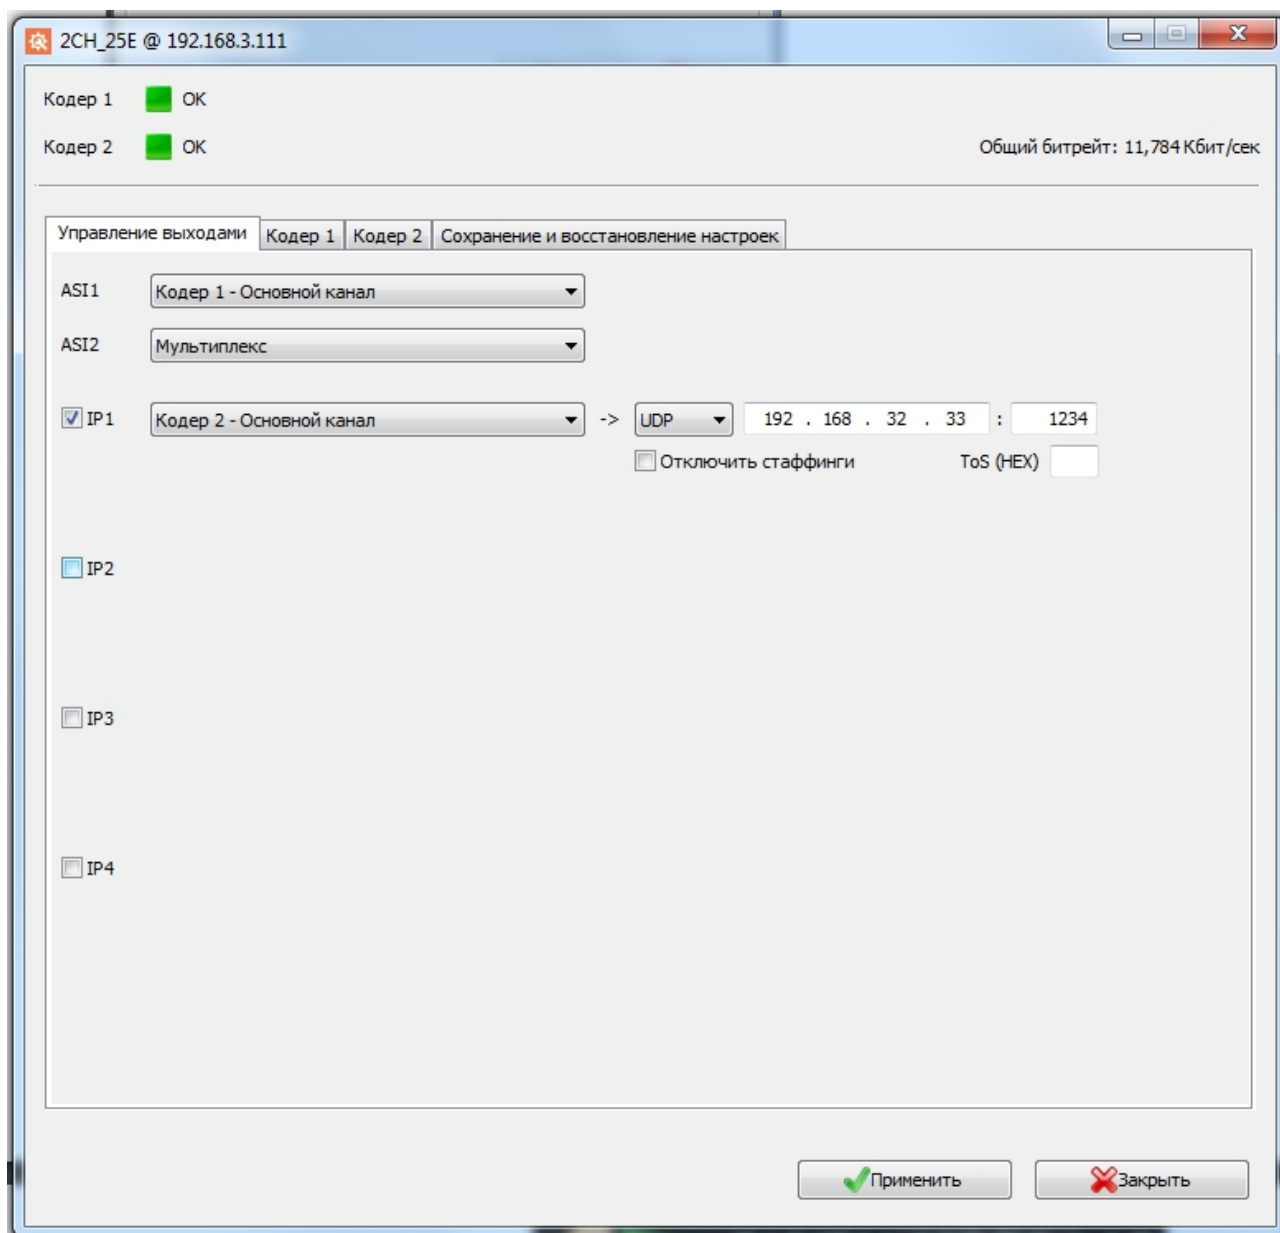 2CH_25E @ 192.168.3.111
Кодер 1 OK
Кодер 2 OK Общий битрейт: 11,784 Кбит/сек
Управление выходами Кодер 1 Кодер 2 Сохранение и восстановление настроек
ASI1 Кодер 1 - Основной канал
ASI2 Мультиплекс
IP1 Кодер 2 - Основной канал -> UDP 192 . 168 . 32 . 33 : 1234
Отключить стаффинги ToS (HEX)
IP2
IP3
IP4
Применить Закрыть